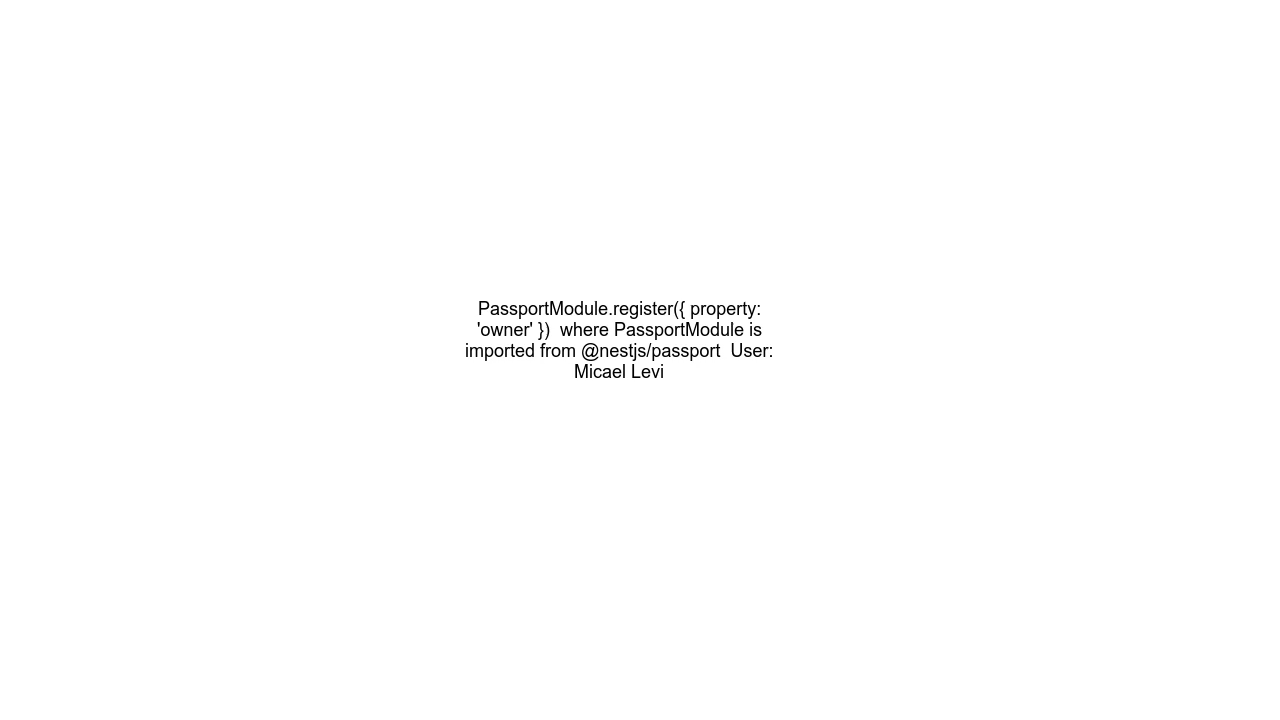 PassportModule.register({ property:
'owner' })  where PassportModule is
imported from @nestjs/passport  User:
Micael Levi